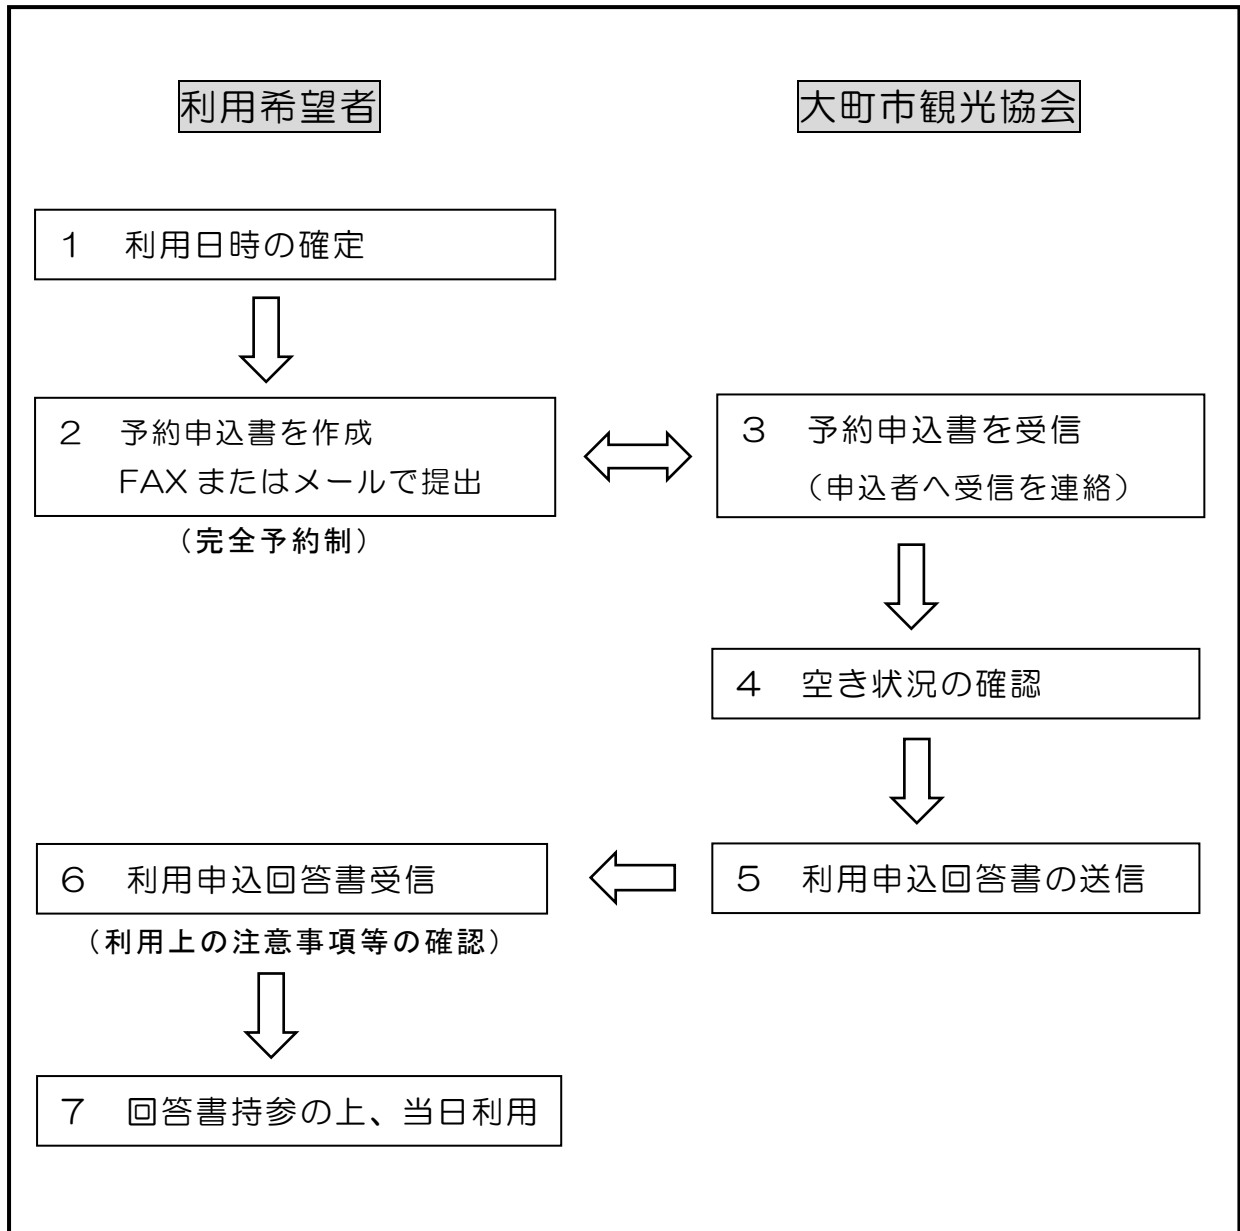 利用希望者
大町市観光協会
１　利用日時の確定
２　予約申込書を作成
FAX またはメールで提出
（完全予約制）
３　予約申込書を受信
（申込者へ受信を連絡）
４　空き状況の確認
５　利用申込回答書の送信
６　利用申込回答書受信
（利用上の注意事項等の確認）
７　回答書持参の上、当日利用